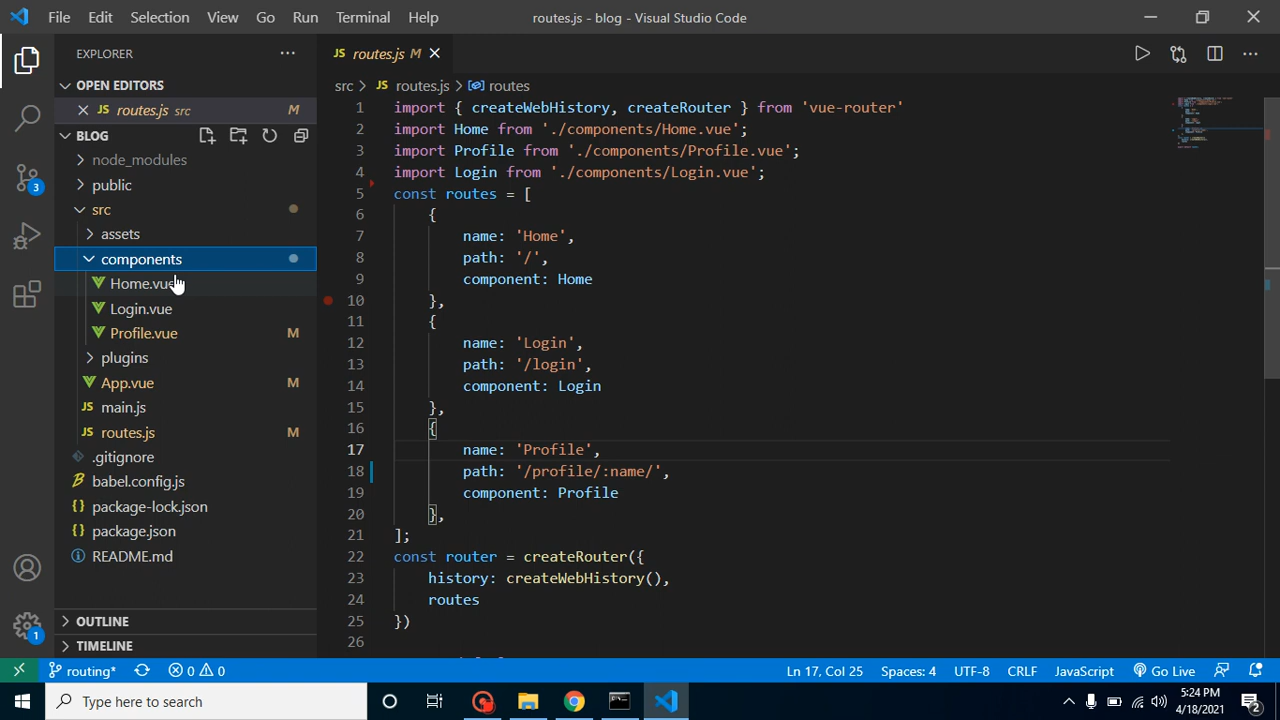 File Edit Selection View Go Run Terminal Help routes.js - blog - Visual Studio Code
EXPLORER
JS routes.js M
OPEN EDITORS
src > JS routes.js > routes
JS routes.js src M
BLOG
node_modules
public
src
assets
components
Home.vue
Login.vue
Profile.vue M
plugins
App.vue M
JS main.js
JS routes.js M
.gitignore
babel.config.js
{} package-lock.json
{} package.json
README.md
OUTLINE
TIMELINE
3
1
1 import { createWebHistory, createRouter } from 'vue-router'
2 import Home from './components/Home.vue';
3 import Profile from './components/Profile.vue';
4 import Login from './components/Login.vue';
5 const routes = [
6 {
7 name: 'Home',
8 path: '/',
9 component: Home
10 },
11 {
12 name: 'Login',
13 path: '/login',
14 component: Login
15 },
16 {
17 name: 'Profile',
18 path: '/profile/:name/',
19 component: Profile
20 },
21 ];
22 const router = createRouter({
23 history: createWebHistory(),
24 routes
25 })
26
routing* 0 0 Ln 17, Col 25 Spaces: 4 UTF-8 CRLF JavaScript Go Live
Type here to search
5:24 PM
4/18/2021
2